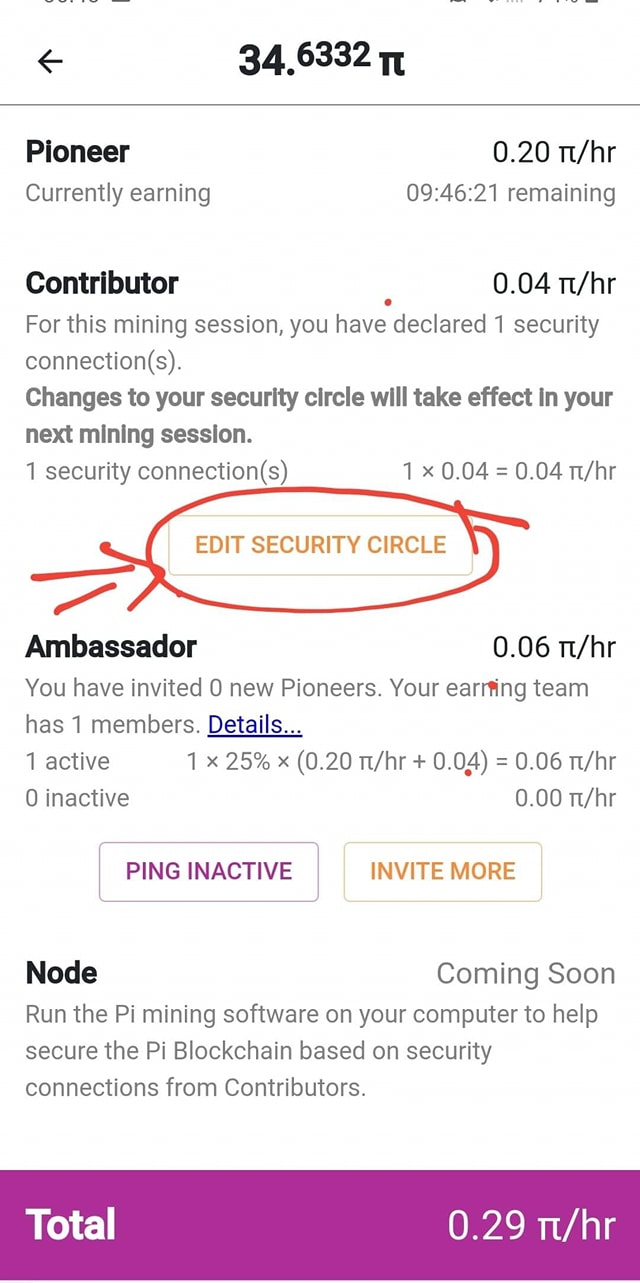 34.6332 π
Pioneer 0.20 π/hr
Currently earning 09:46:21 remaining
Contributor 0.04 π/hr
For this mining session, you have declared 1 security
connection(s).
Changes to your security circle will take effect in your
next mining session.
1 security connection(s) 1 × 0.04 = 0.04 π/hr
EDIT SECURITY CIRCLE
Ambassador 0.06 π/hr
You have invited 0 new Pioneers. Your earning team
has 1 members. Details...
1 active 1 × 25% × (0.20 π/hr + 0.04) = 0.06 π/hr
0 inactive 0.00 π/hr
PING INACTIVE INVITE MORE
Node Coming Soon
Run the Pi mining software on your computer to help
secure the Pi Blockchain based on security
connections from Contributors.
Total 0.29 π/hr